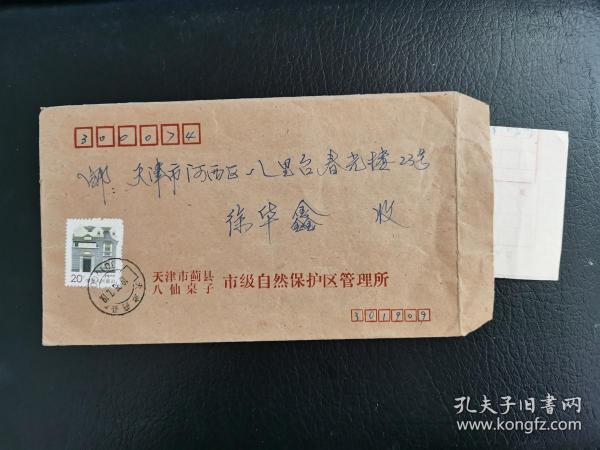 300074
邮：天津市河西区八里台春光楼23号
徐华鑫 收
20
天津市蓟县
八仙桌子
市级自然保护区管理所
301909
孔夫子旧书网
www.kongfz.com